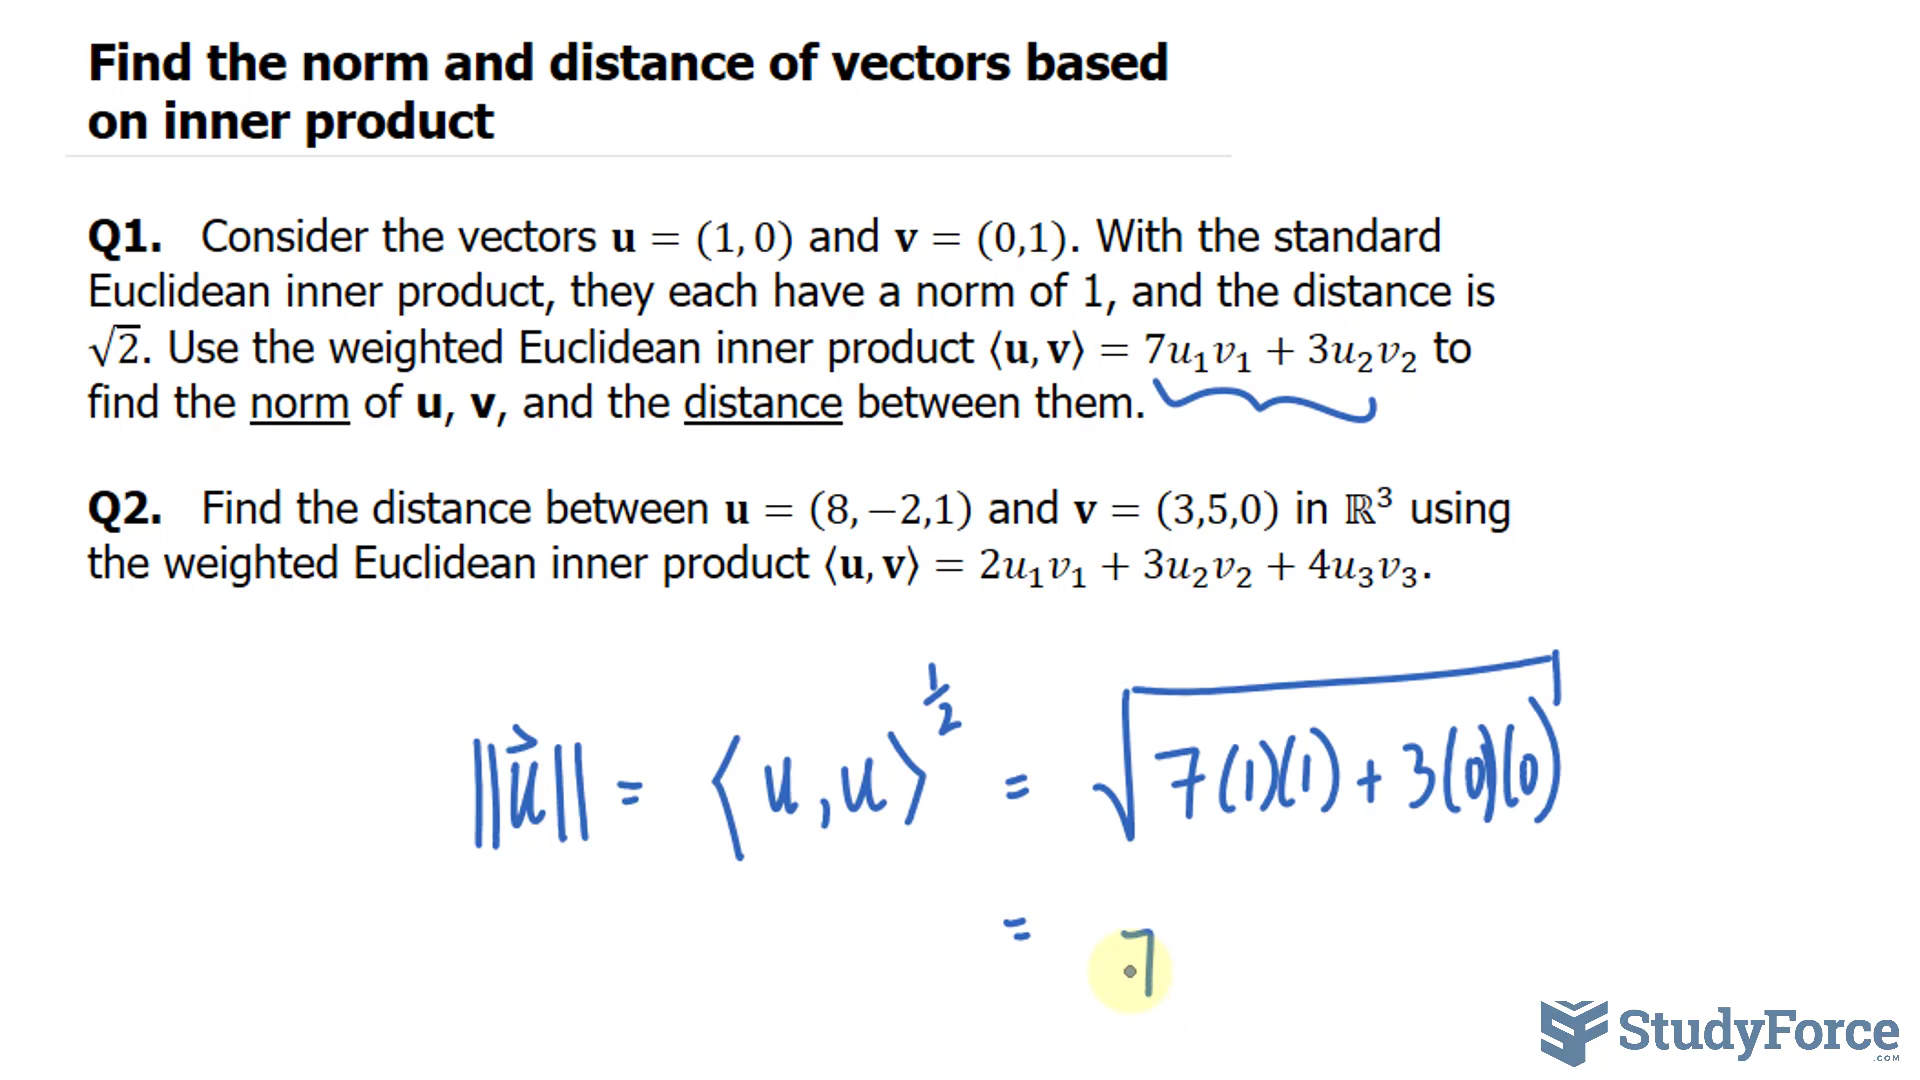 Find the norm and distance of vectors based
on inner product
Q1. Consider the vectors u = (1, 0) and v = (0,1). With the standard
Euclidean inner product, they each have a norm of 1, and the distance is
√2. Use the weighted Euclidean inner product ⟨u, v⟩ = 7u₁v₁ + 3u₂v₂ to
find the norm of u, v, and the distance between them.
Q2. Find the distance between u = (8, −2,1) and v = (3,5,0) in ℝ³ using
the weighted Euclidean inner product ⟨u, v⟩ = 2u₁v₁ + 3u₂v₂ + 4u₃v₃.
||u⃗|| = ⟨u, u⟩^½ = √(7(1)(1) + 3(0)(0))
= 7
StudyForce
.COM